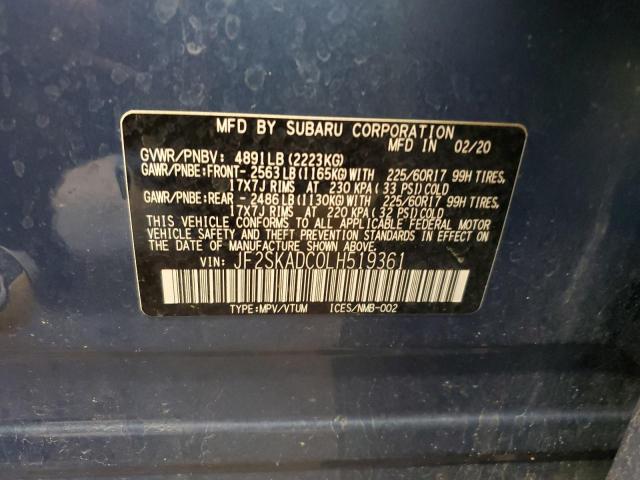 MFD BY SUBARU CORPORATION
MFD IN 02/20
GVWR/PNBV: 4891LB(2223KG)
GAWR/PNBE:FRONT- 2563LB(1165KG)WITH 225/60R17 99H TIRES,
17X7J RIMS AT 230 KPA(33 PSI)COLD
GAWR/PNBE:REAR - 2486LB(1130KG)WITH 225/60R17 99H TIRES,
17X7J RIMS AT 220 KPA(32 PSI)COLD
THIS VEHICLE CONFORMS TO ALL APPLICABLE FEDERAL MOTOR
VEHICLE SAFETY AND THEFT PREVENTION STANDARDS IN EFFECT ON
THE DATE OF MANUFACTURE SHOWN ABOVE.
VIN: JF2SKADC0LH519361
TYPE:MPV/VTUM ICES/NMB-002